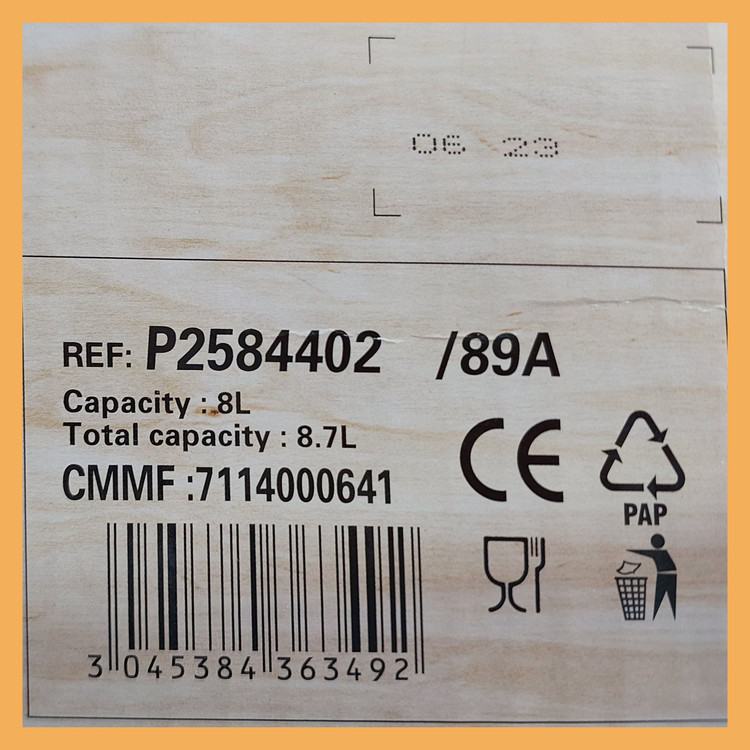 06 23
REF: P2584402 /89A
Capacity : 8L
Total capacity : 8.7L
CMMF :7114000641
CE
PAP
3 045384 363492